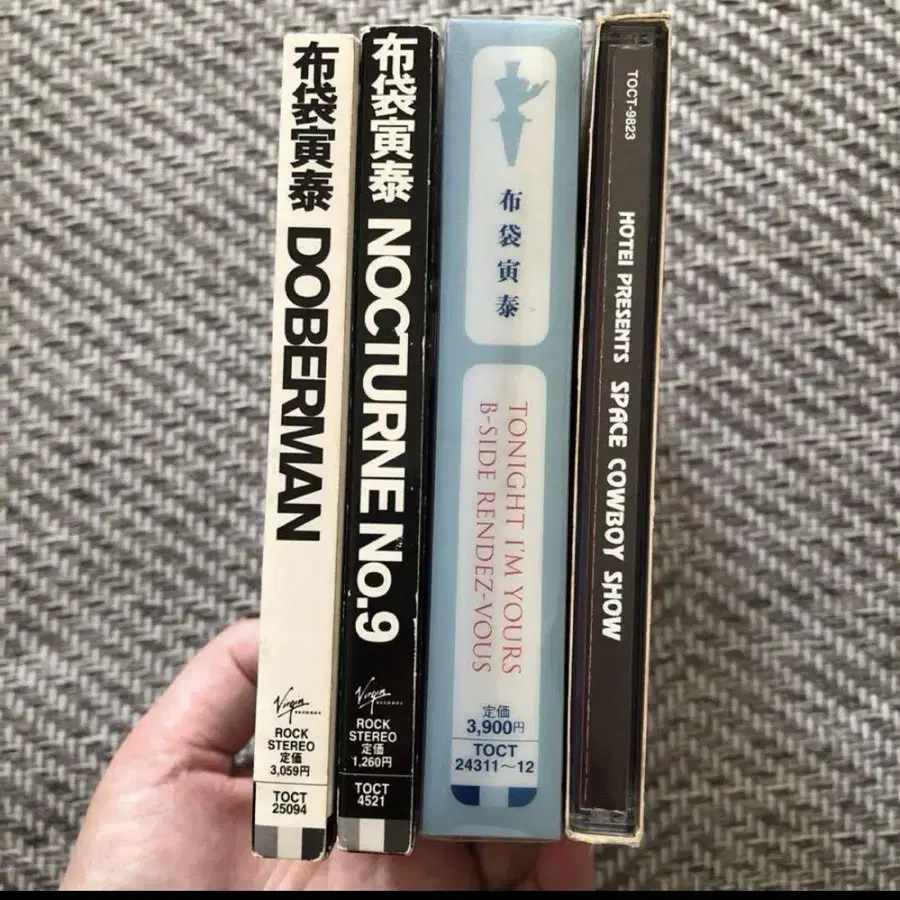 布袋寅泰 DOBERMAN
Virgin
RECORDS
ROCK
STEREO
定価
3,059円
TOCT
25094
布袋寅泰 NOCTURNE No.9
Virgin
RECORDS
ROCK
STEREO
定価
1,260円
TOCT
4521
布袋寅泰
TONIGHT I'M YOURS
B-SIDE RENDEZ-VOUS
定価
3,900円
TOCT
24311〜12
TOCT-9823
HOTEI PRESENTS SPACE COWBOY SHOW